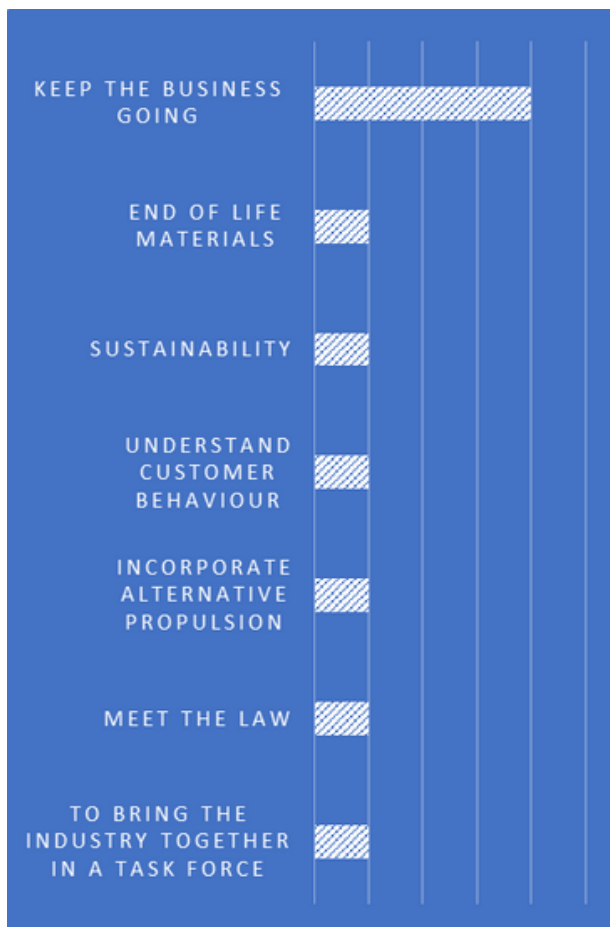 KEEP THE BUSINESS
GOING
END OF LIFE
MATERIALS
SUSTAINABILITY
UNDERSTAND
CUSTOMER
BEHAVIOUR
INCORPORATE
ALTERNATIVE
PROPULSION
MEET THE LAW
TO BRING THE
INDUSTRY TOGETHER
IN A TASK FORCE